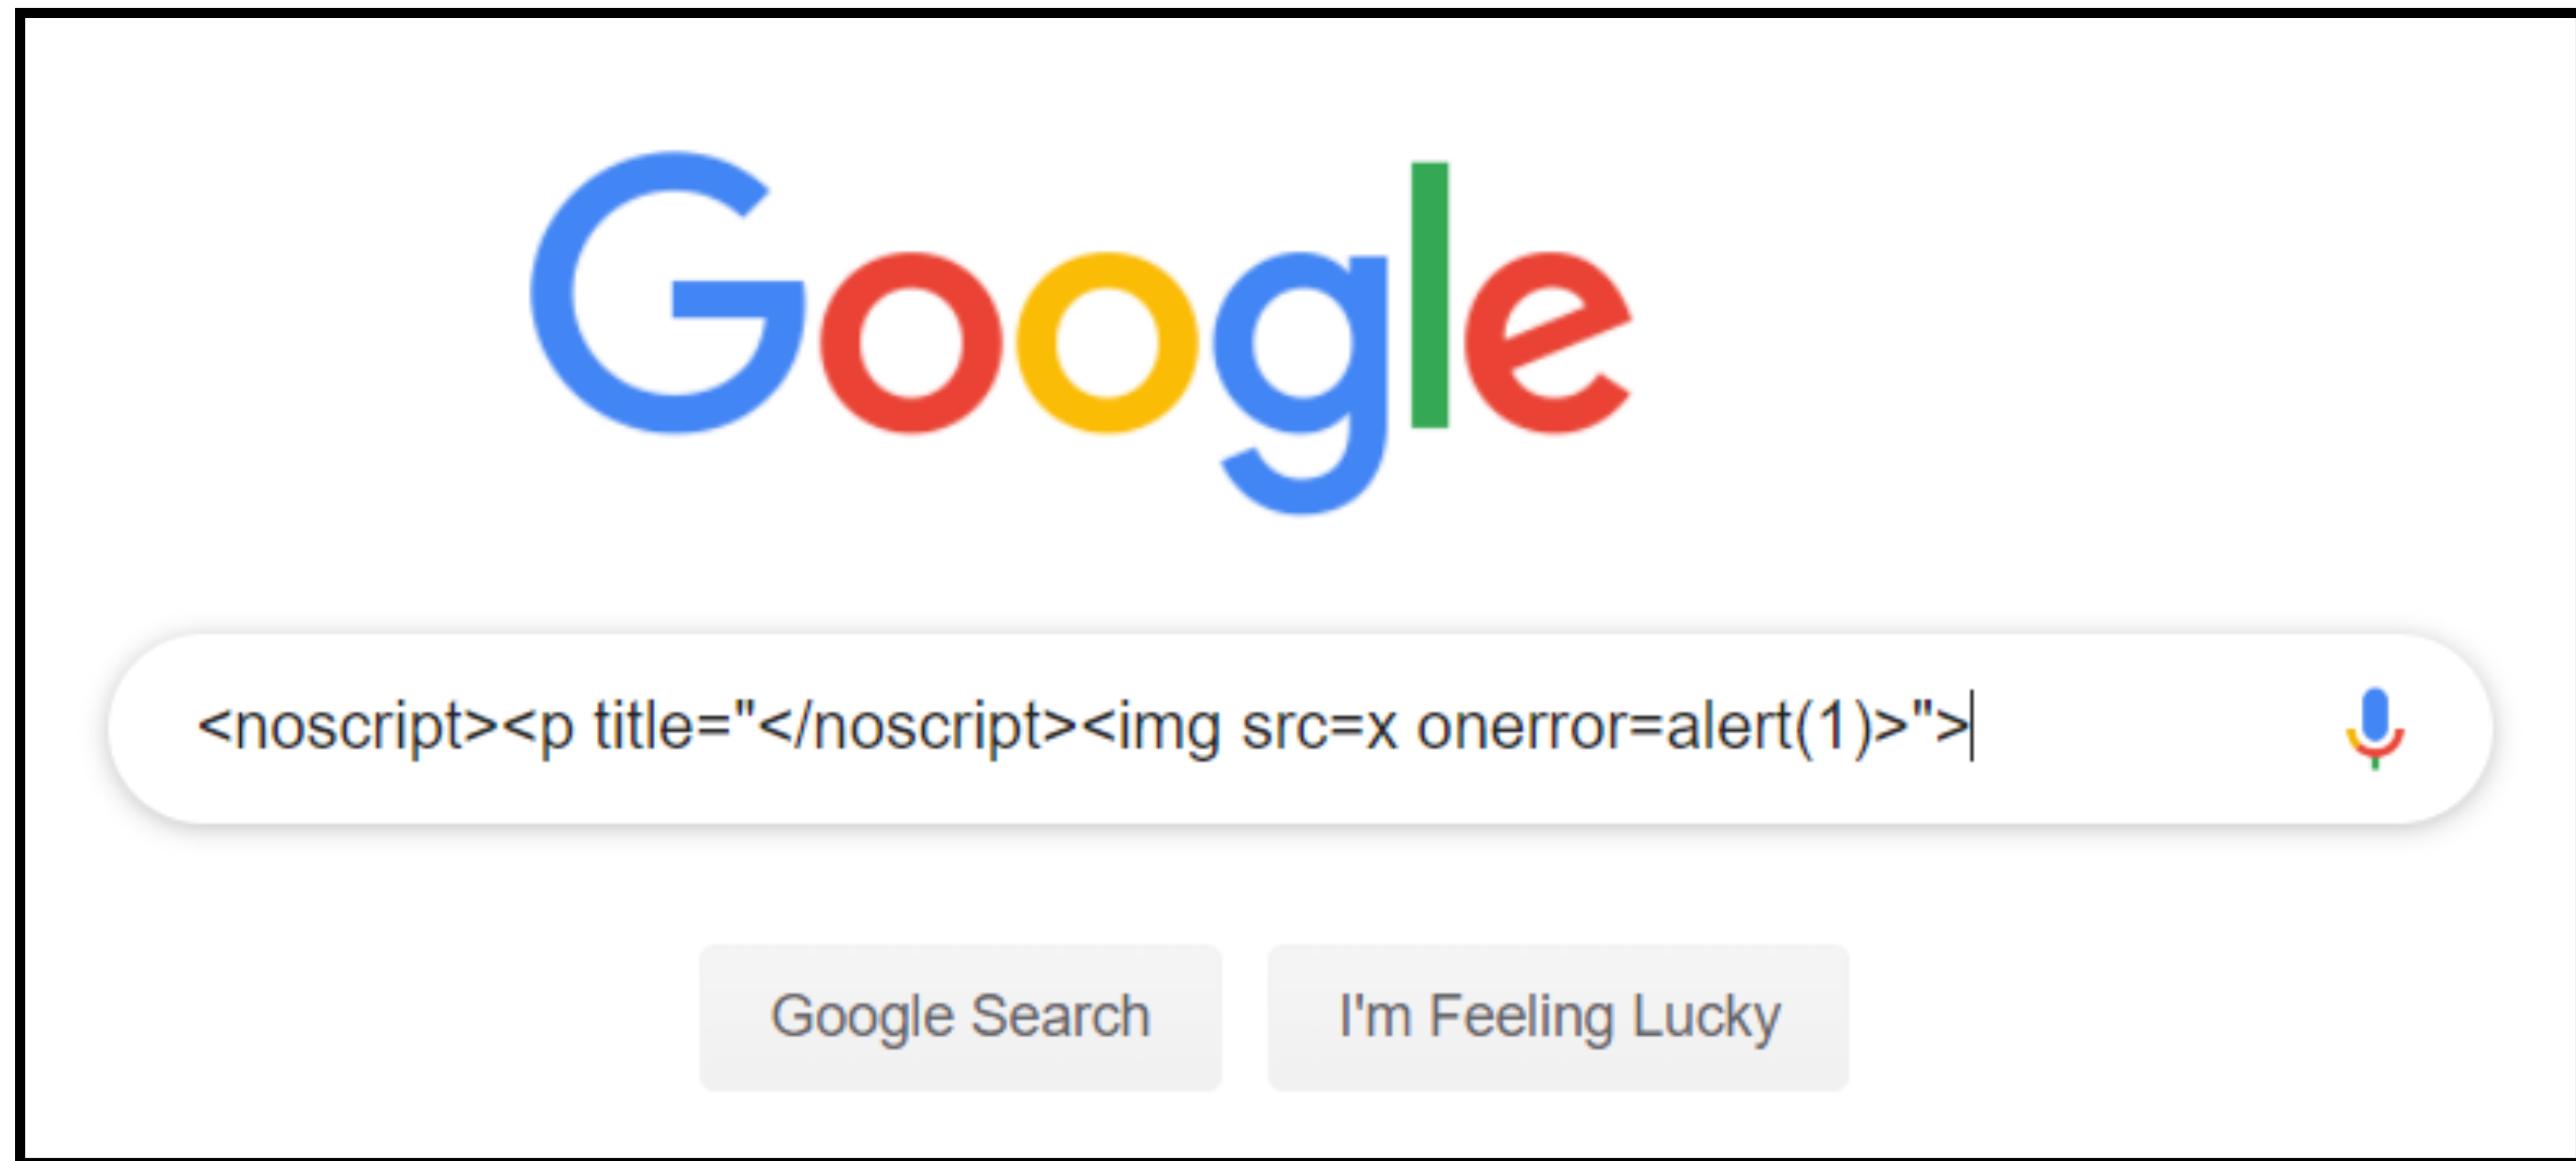 Google
<noscript><p title="</noscript><img src=x onerror=alert(1)>">
Google Search
I'm Feeling Lucky